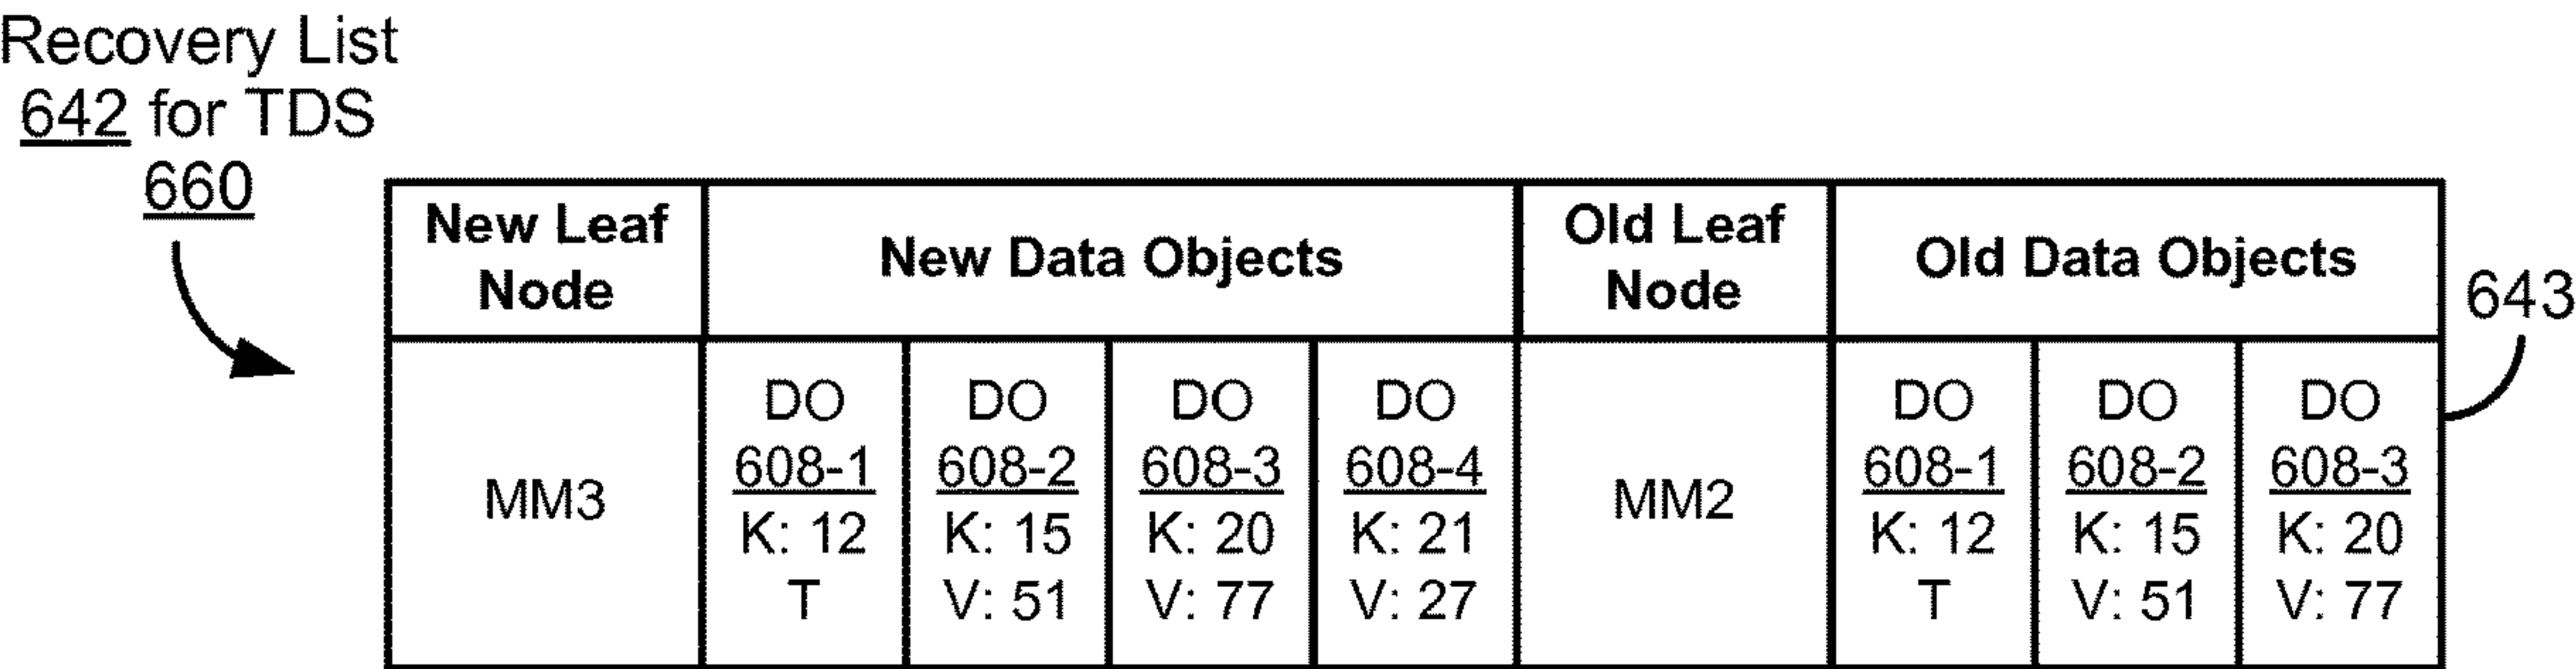 Recovery List
642 for TDS
660
New Leaf
Node
New Data Objects
Old Leaf
Node
Old Data Objects
643
MM3
DO
608-1
K: 12
T
DO
608-2
K: 15
V: 51
DO
608-3
K: 20
V: 77
DO
608-4
K: 21
V: 27
MM2
DO
608-1
K: 12
T
DO
608-2
K: 15
V: 51
DO
608-3
K: 20
V: 77